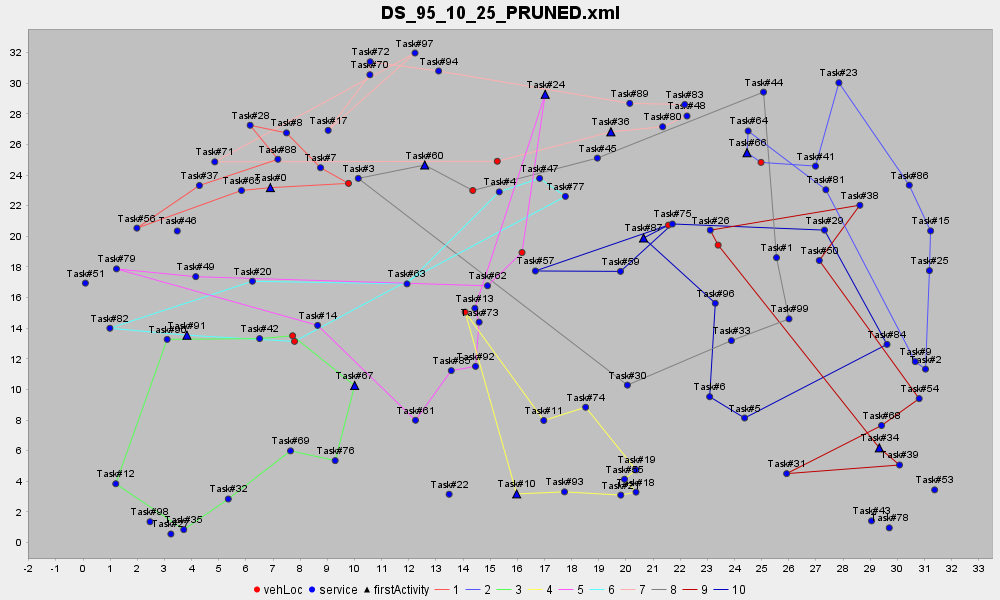 DS_95_10_25_PRUNED.xml
Task#97
Task#72
Task#70
Task#94
Task#24
Task#89
Task#83
Task#48
Task#44
Task#23
Task#28
Task#8
Task#17
Task#36
Task#80
Task#64
Task#66
Task#71
Task#88
Task#7
Task#3
Task#60
Task#45
Task#41
Task#37
Task#65
Task#0
Task#4
Task#47
Task#77
Task#81
Task#86
Task#38
Task#56
Task#46
Task#87
Task#75
Task#26
Task#29
Task#15
Task#79
Task#49
Task#20
Task#51
Task#63
Task#62
Task#57
Task#59
Task#1
Task#50
Task#25
Task#82
Task#14
Task#13
Task#73
Task#96
Task#99
Task#90
Task#91
Task#42
Task#33
Task#84
Task#85
Task#92
Task#9
Task#2
Task#67
Task#30
Task#6
Task#54
Task#61
Task#11
Task#74
Task#5
Task#68
Task#69
Task#76
Task#34
Task#12
Task#19
Task#31
Task#39
Task#32
Task#22
Task#10
Task#93
Task#21
Task#18
Task#53
Task#98
Task#35
Task#43
Task#78
32
30
28
26
24
22
20
18
16
14
12
10
8
6
4
2
0
-2 -1 0 1 2 3 4 5 6 7 8 9 10 11 12 13 14 15 16 17 18 19 20 21 22 23 24 25 26 27 28 29 30 31 32 33
vehLoc service firstActivity 1 2 3 4 5 6 7 8 9 10